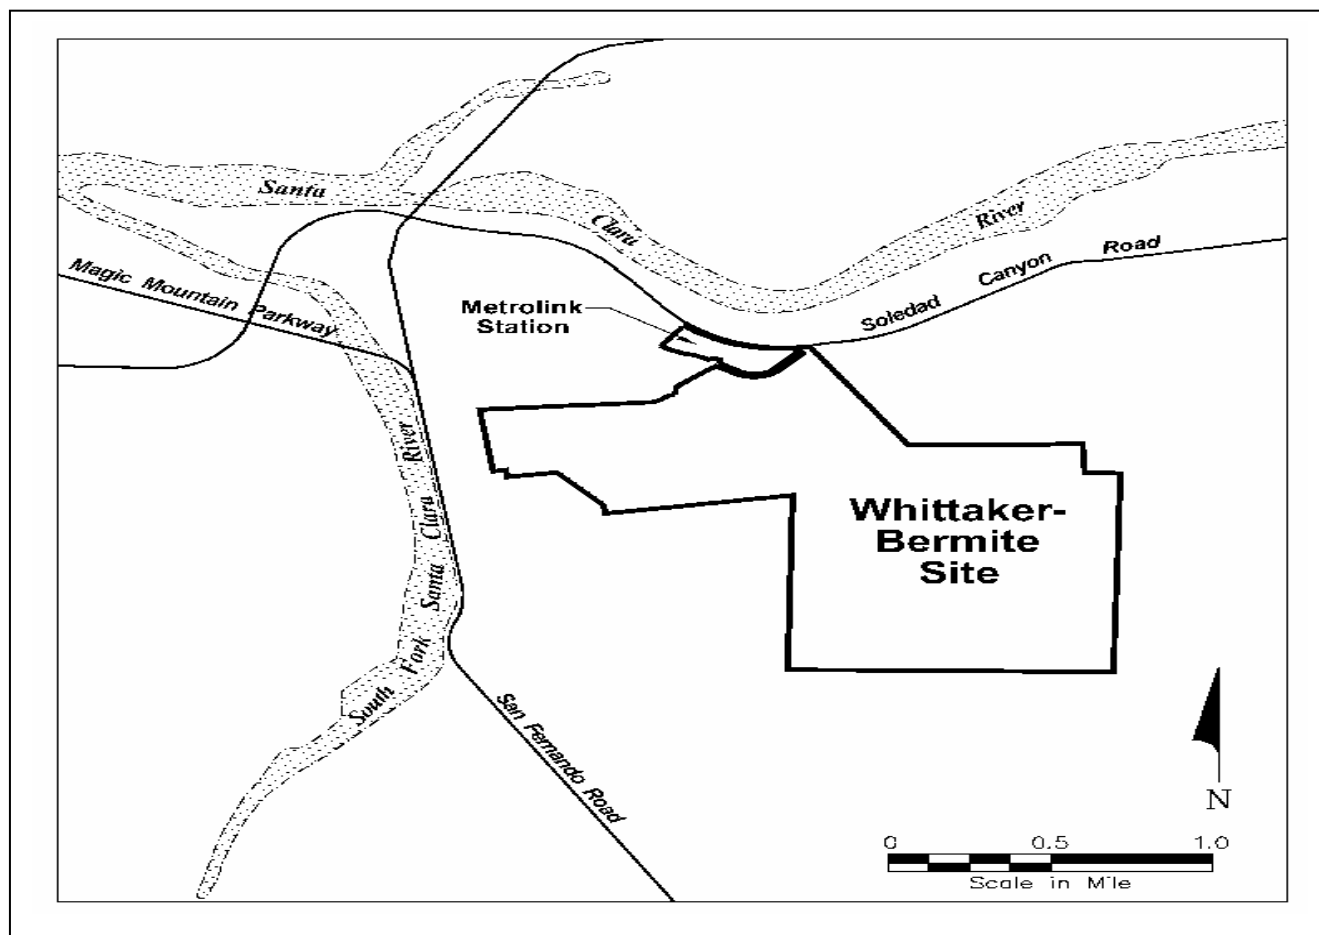 Santa
Clara
River
Magic Mountain Parkway
Metrolink
Station
Soledad Canyon Road
Whittaker-
Bermite
Site
South Fork Santa Clara River
San Fernando Road
N
0 0.5 1.0
Scale in Mile